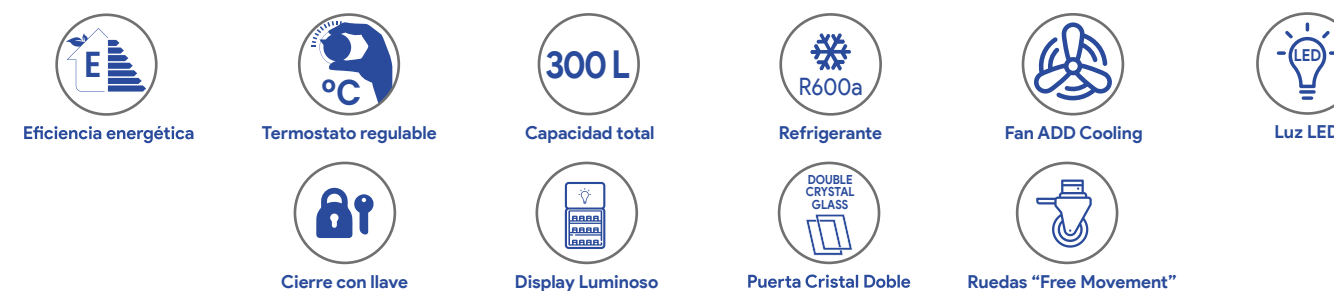 E
Eficiencia energética
ºC
Termostato regulable
300 L
Capacidad total
R600a
Refrigerante
Fan ADD Cooling
LED
Luz LED
Cierre con llave
Display Luminoso
DOUBLE
CRYSTAL
GLASS
Puerta Cristal Doble
Ruedas “Free Movement”